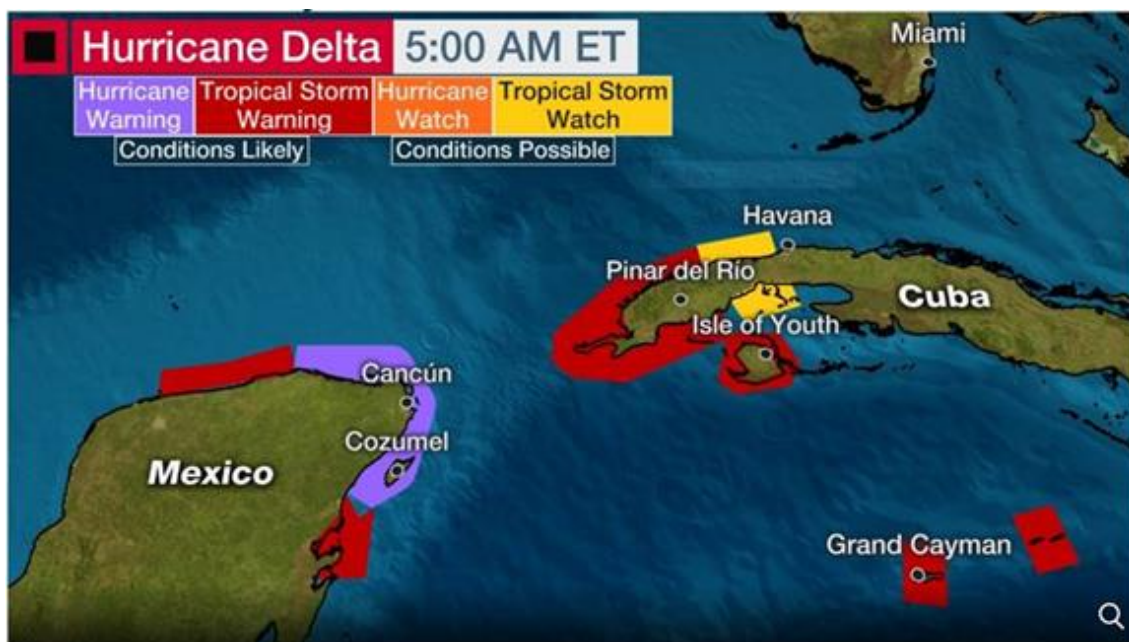 Hurricane Delta 5:00 AM ET
Hurricane Warning
Tropical Storm Warning
Hurricane Watch
Tropical Storm Watch
Conditions Likely
Conditions Possible
Miami
Havana
Pinar del Río
Cuba
Isle of Youth
Cancún
Cozumel
Mexico
Grand Cayman